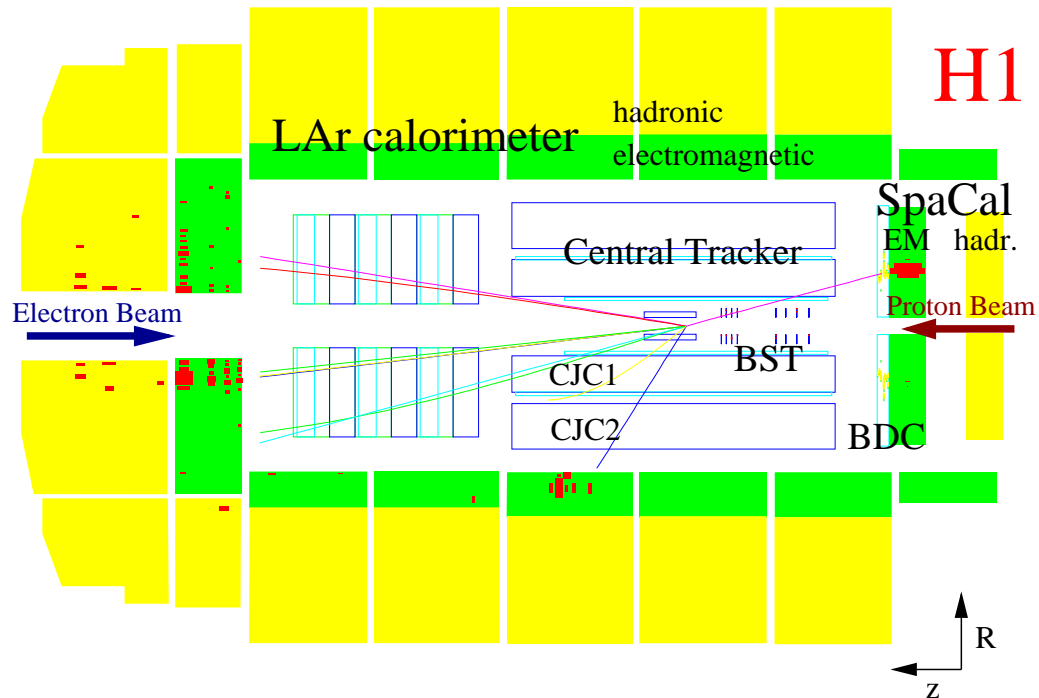 H1
LAr calorimeter
hadronic
electromagnetic
SpaCal
EM hadr.
Central Tracker
Electron Beam
Proton Beam
BST
CJC1
CJC2
BDC
R
z